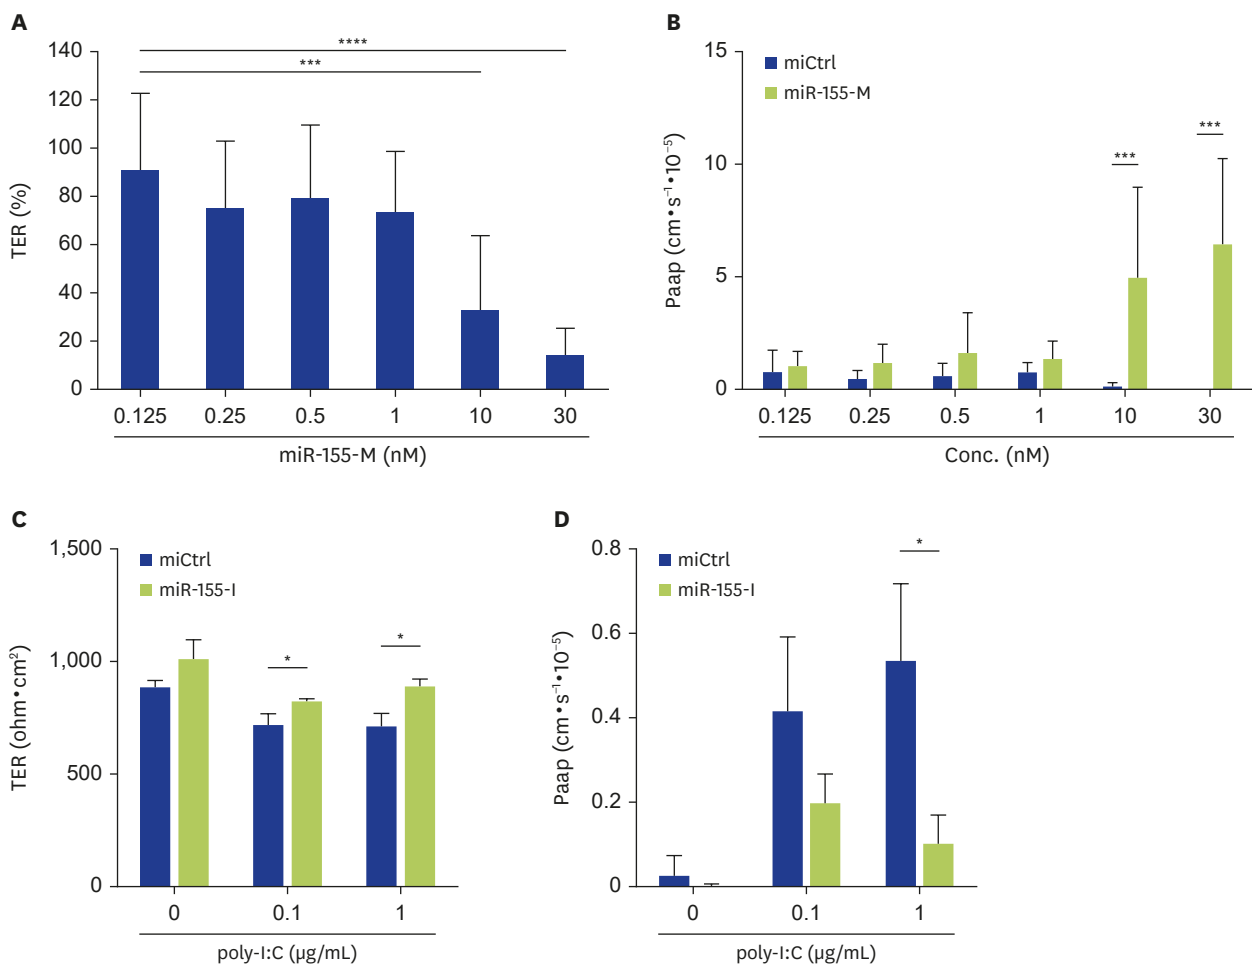 A
TER (%)
140
120
100
80
60
40
20
0
****
***
0.125 0.25 0.5 1 10 30
miR-155-M (nM)
B
Paap (cm•s⁻¹•10⁻⁵)
15
10
5
0
miCtrl
miR-155-M
***
***
0.125 0.25 0.5 1 10 30
Conc. (nM)
C
TER (ohm•cm²)
1,500
1,000
500
0
miCtrl
miR-155-I
*
*
0 0.1 1
poly-I:C (µg/mL)
D
Paap (cm•s⁻¹•10⁻⁵)
0.8
0.6
0.4
0.2
0
miCtrl
miR-155-I
*
0 0.1 1
poly-I:C (µg/mL)